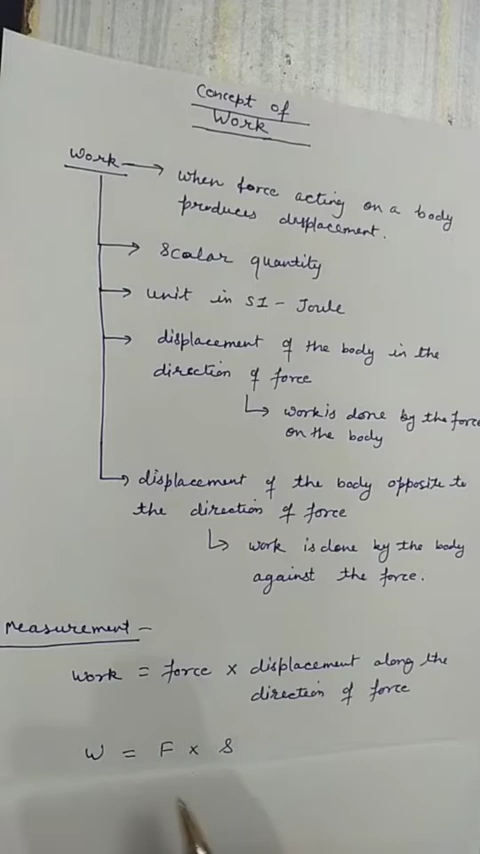 Concept of
Work
Work → when force acting on a body
produces displacement.
→ scalar quantity
→ unit in SI - Joule
→ displacement of the body in the
direction of force
↳ work is done by the force
on the body
→ displacement of the body opposite to
the direction of force
↳ work is done by the body
against the force.
Measurement -
Work = force × displacement along the
direction of force
W = F × S